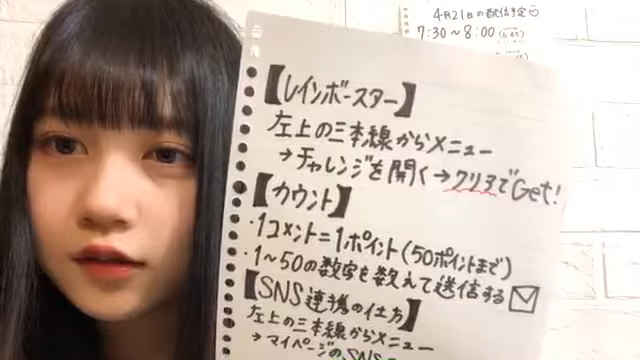 4月21日の配信予定♡
7:30～8:00
【レインボースター】
左上の三本線からメニュー
→チャレンジを開く→クリアでGet!
【カウント】
・1コメント=1ポイント(50ポイントまで)
・1～50の数字を数えて送信する
【SNS連携の仕方】
左上の三本線からメニュー
→マイページのSNS